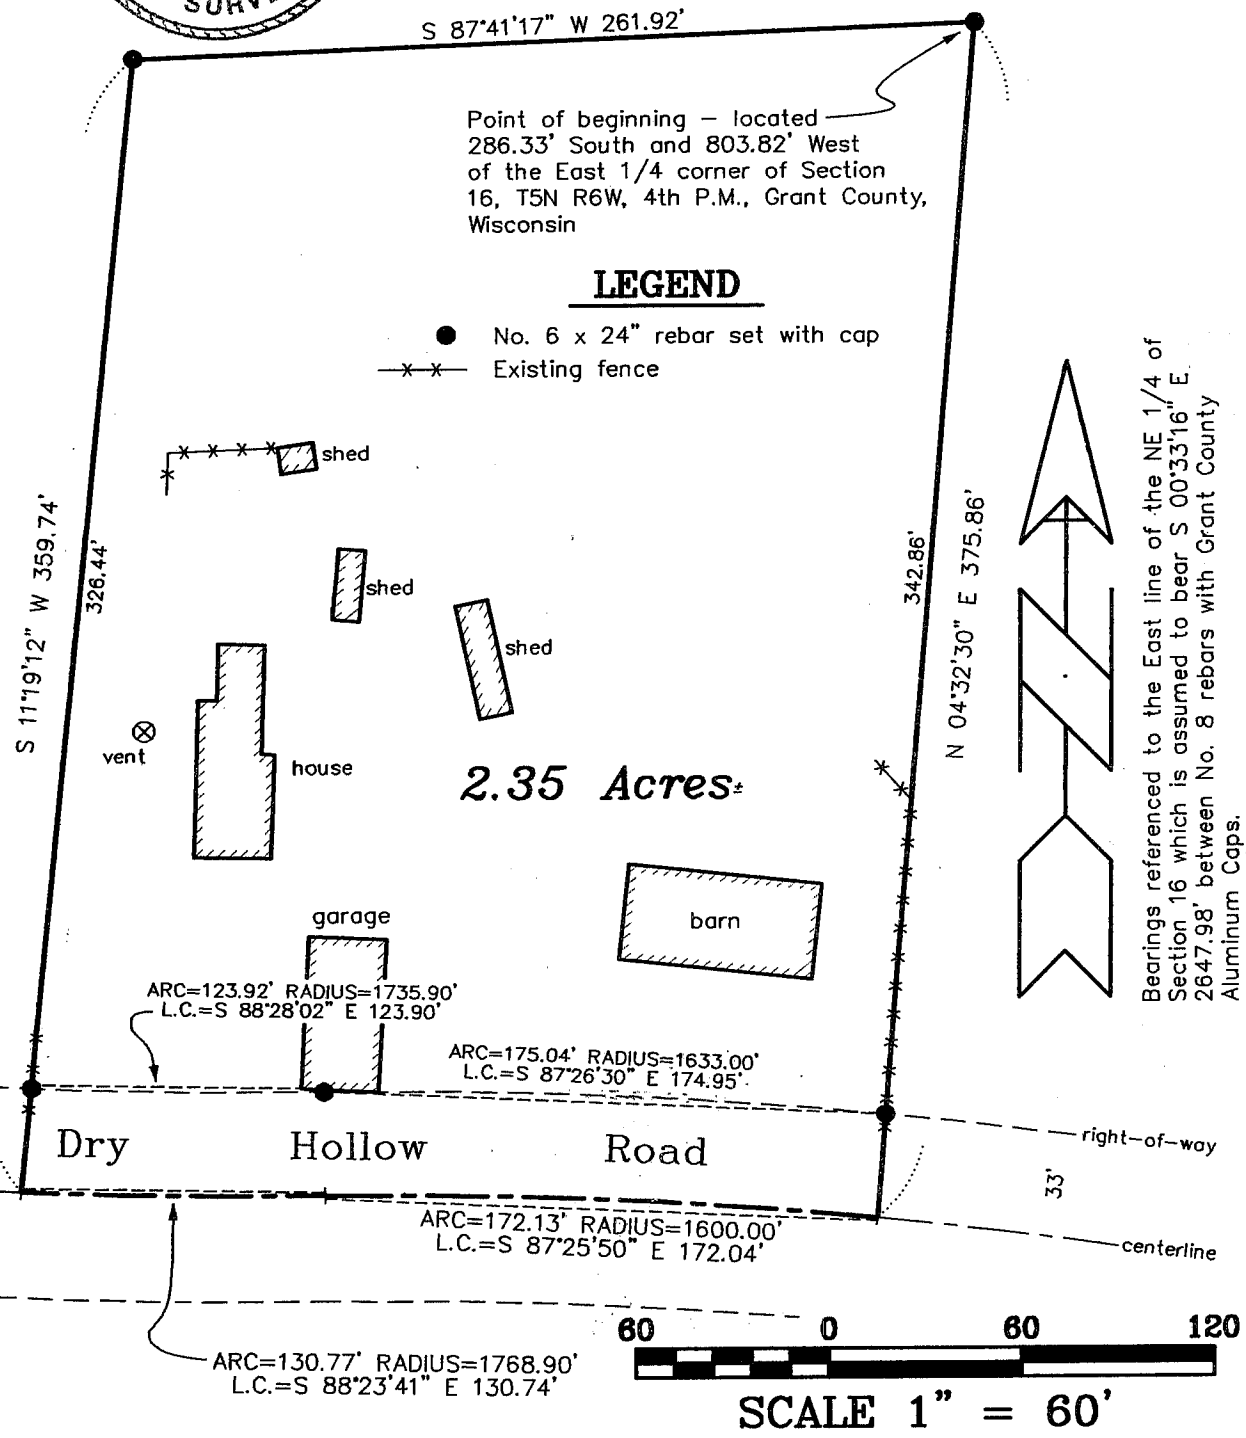 SURVE
S 87°41'17" W 261.92'
Point of beginning – located
286.33' South and 803.82' West
of the East 1/4 corner of Section
16, T5N R6W, 4th P.M., Grant County,
Wisconsin
LEGEND
No. 6 x 24" rebar set with cap
Existing fence
shed
shed
shed
S 11°19'12" W 359.74'
326.44'
342.86'
N 04°32'30" E 375.86'
Bearings referenced to the East line of the NE 1/4 of
Section 16 which is assumed to bear S 00°33'16" E
2647.98' between No. 8 rebars with Grant County
Aluminum Caps.
vent
house
2.35 Acres±
garage
barn
ARC=123.92' RADIUS=1735.90'
L.C.=S 88°28'02" E 123.90'
ARC=175.04' RADIUS=1633.00'
L.C.=S 87°26'30" E 174.95'
Dry Hollow Road
right-of-way
33'
ARC=172.13' RADIUS=1600.00'
L.C.=S 87°25'50" E 172.04'
centerline
ARC=130.77' RADIUS=1768.90'
L.C.=S 88°23'41" E 130.74'
60 0 60 120
SCALE 1" = 60'